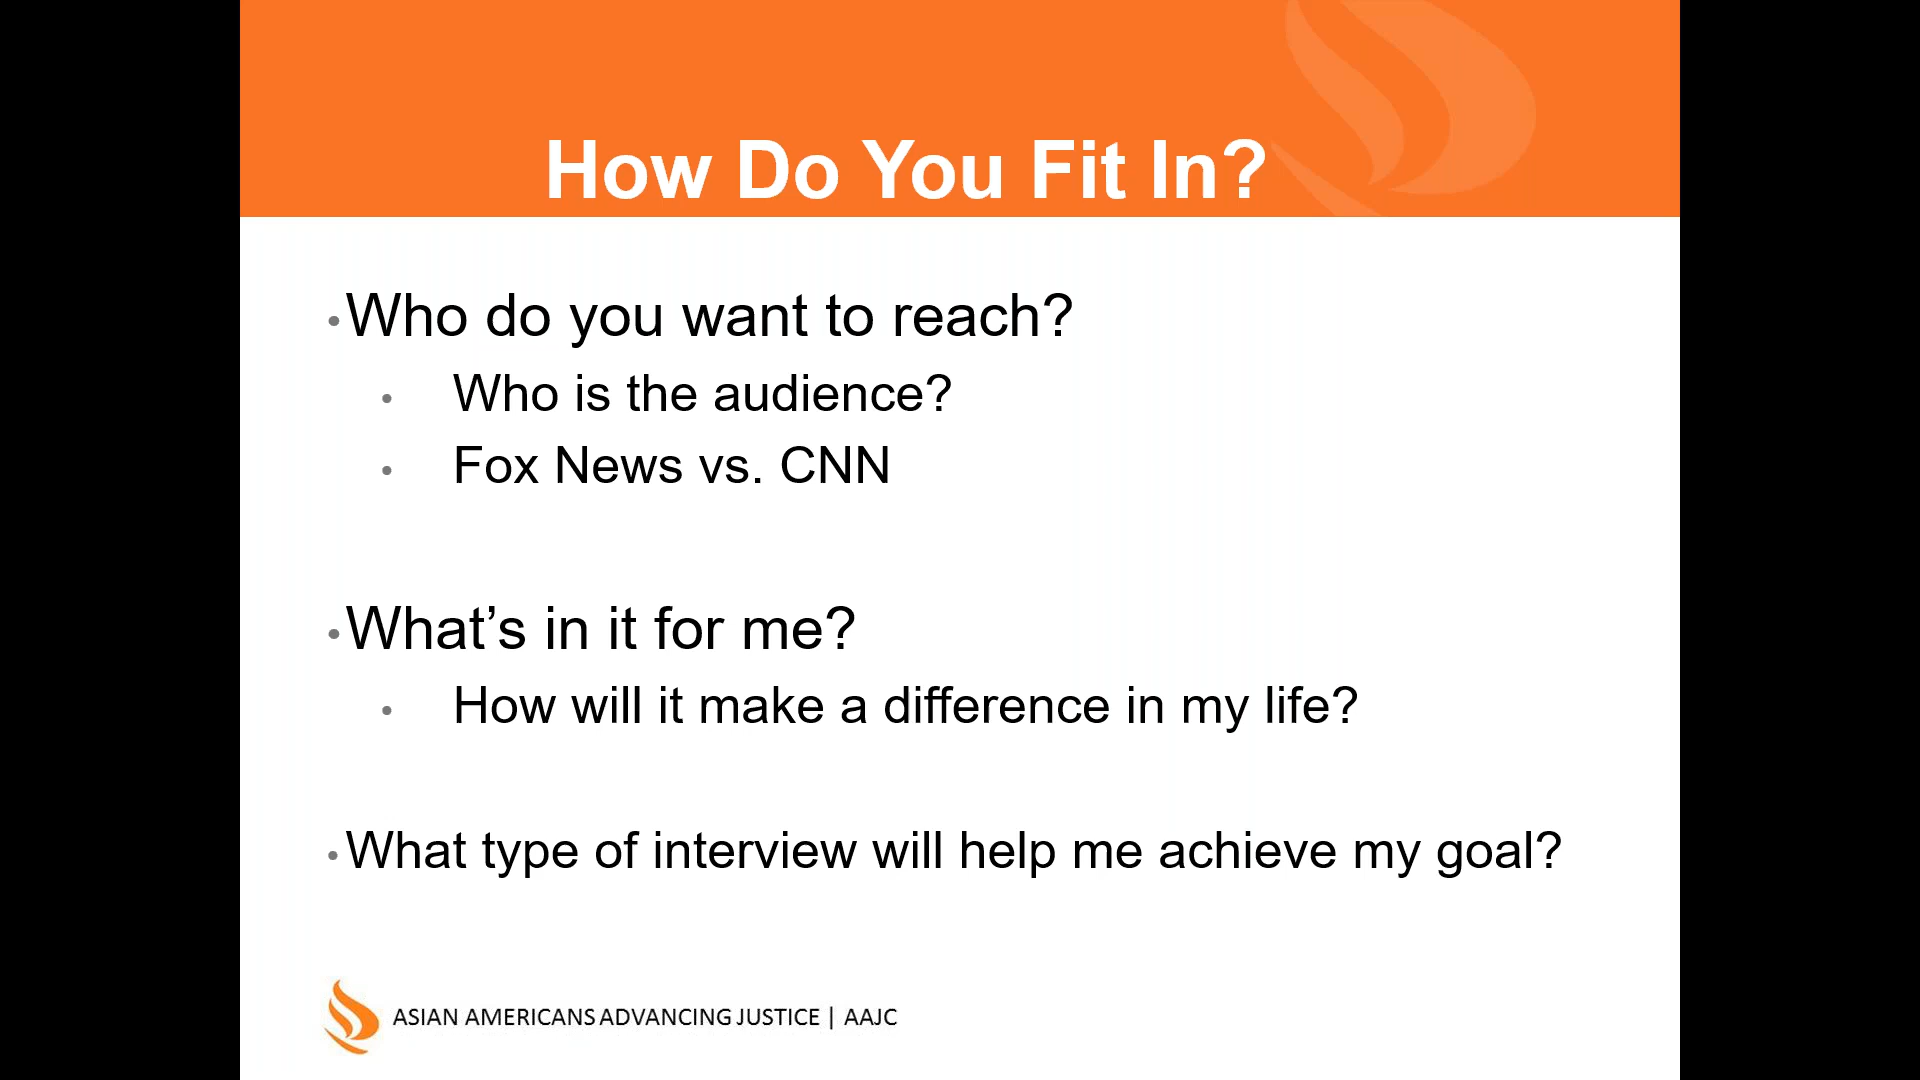 How Do You Fit In?
•Who do you want to reach?
• Who is the audience?
• Fox News vs. CNN
•What’s in it for me?
• How will it make a difference in my life?
•What type of interview will help me achieve my goal?
ASIAN AMERICANS ADVANCING JUSTICE | AAJC